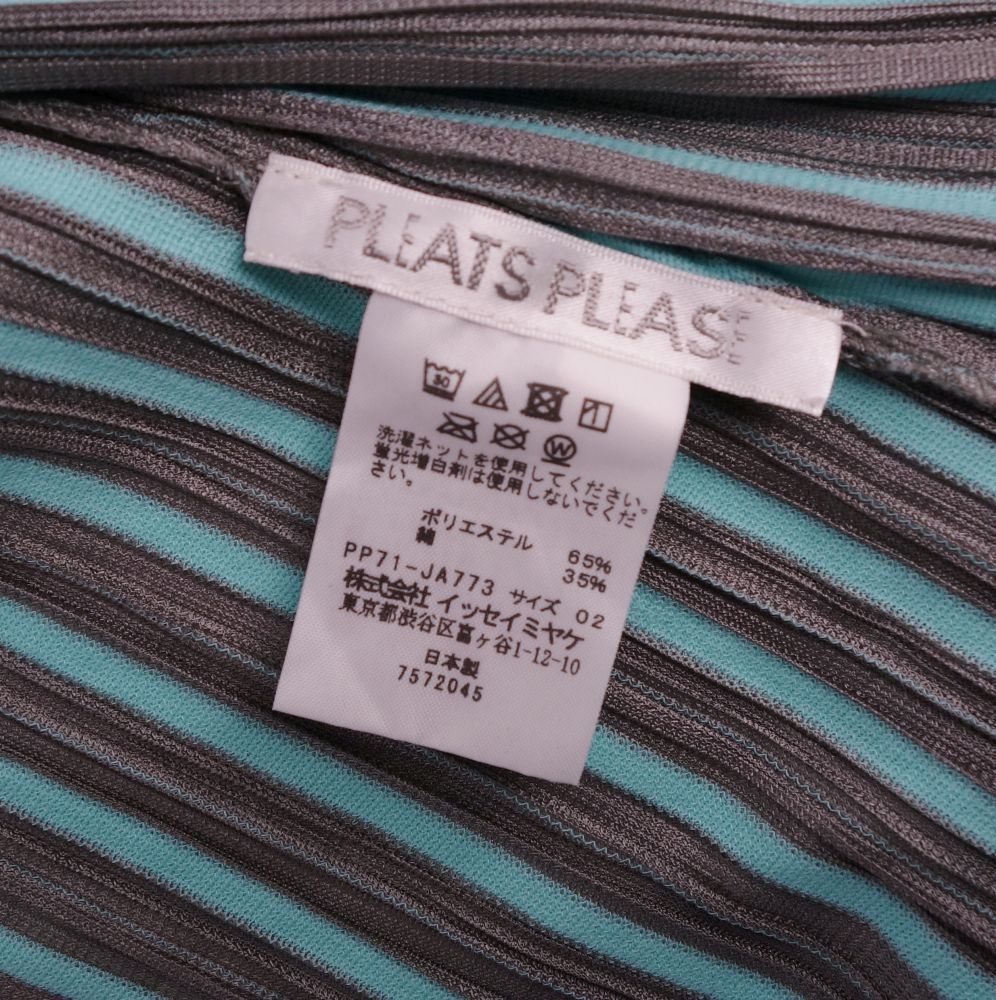 PLEATS PLEASE
30
W
洗濯ネットを使用してください。
蛍光増白剤は使用しないでくだ
さい。
ポリエステル 65%
綿 35%
PP71-JA773 サイズ 02
株式会社 イッセイミヤケ
東京都渋谷区富ヶ谷1-12-10
日本製
7572045